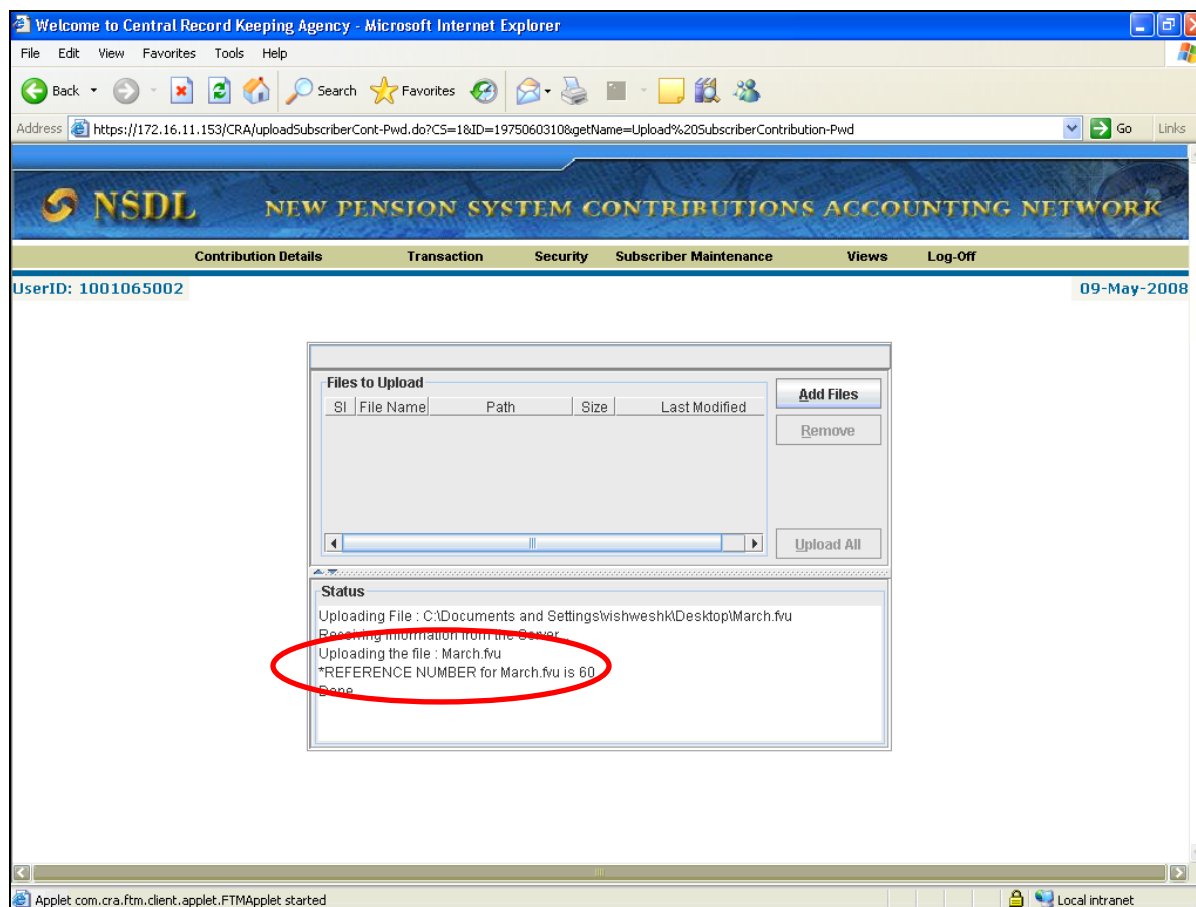 Welcome to Central Record Keeping Agency - Microsoft Internet Explorer
File Edit View Favorites Tools Help
Back Search Favorites
Address https://172.16.11.153/CRA/uploadSubscriberCont-Pwd.do?CS=1&ID=1975060310&getName=Upload%20SubscriberContribution-Pwd Go Links
NSDL NEW PENSION SYSTEM CONTRIBUTIONS ACCOUNTING NETWORK
Contribution Details Transaction Security Subscriber Maintenance Views Log-Off
UserID: 1001065002 09-May-2008
Files to Upload
Add Files
SI File Name Path Size Last Modified
Remove
Upload All
Status
Uploading File : C:\Documents and Settings\vishweshk\Desktop\March.fvu
Receiving Information from the Server...
Uploading the file : March.fvu
*REFERENCE NUMBER for March.fvu is 60
Done
Applet com.cra.ftm.client.applet.FTMApplet started Local intranet